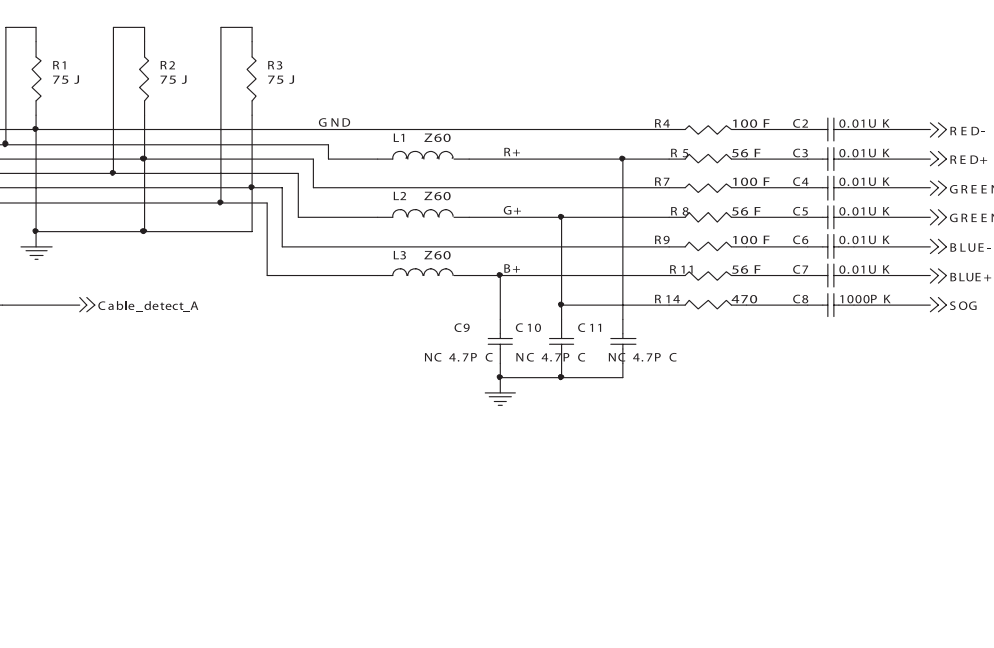 R1
75 J
R2
75 J
R3
75 J
GND
R4 100 F C2 0.01U K RED-
L1 Z60
R+
R5 56 F C3 0.01U K RED+
R7 100 F C4 0.01U K GREEN
L2 Z60
G+
R8 56 F C5 0.01U K GREEN
R9 100 F C6 0.01U K BLUE-
L3 Z60
B+
R11 56 F C7 0.01U K BLUE+
Cable_detect_A
R14 470 C8 1000P K SOG
C9 C10 C11
NC 4.7P C NC 4.7P C NC 4.7P C